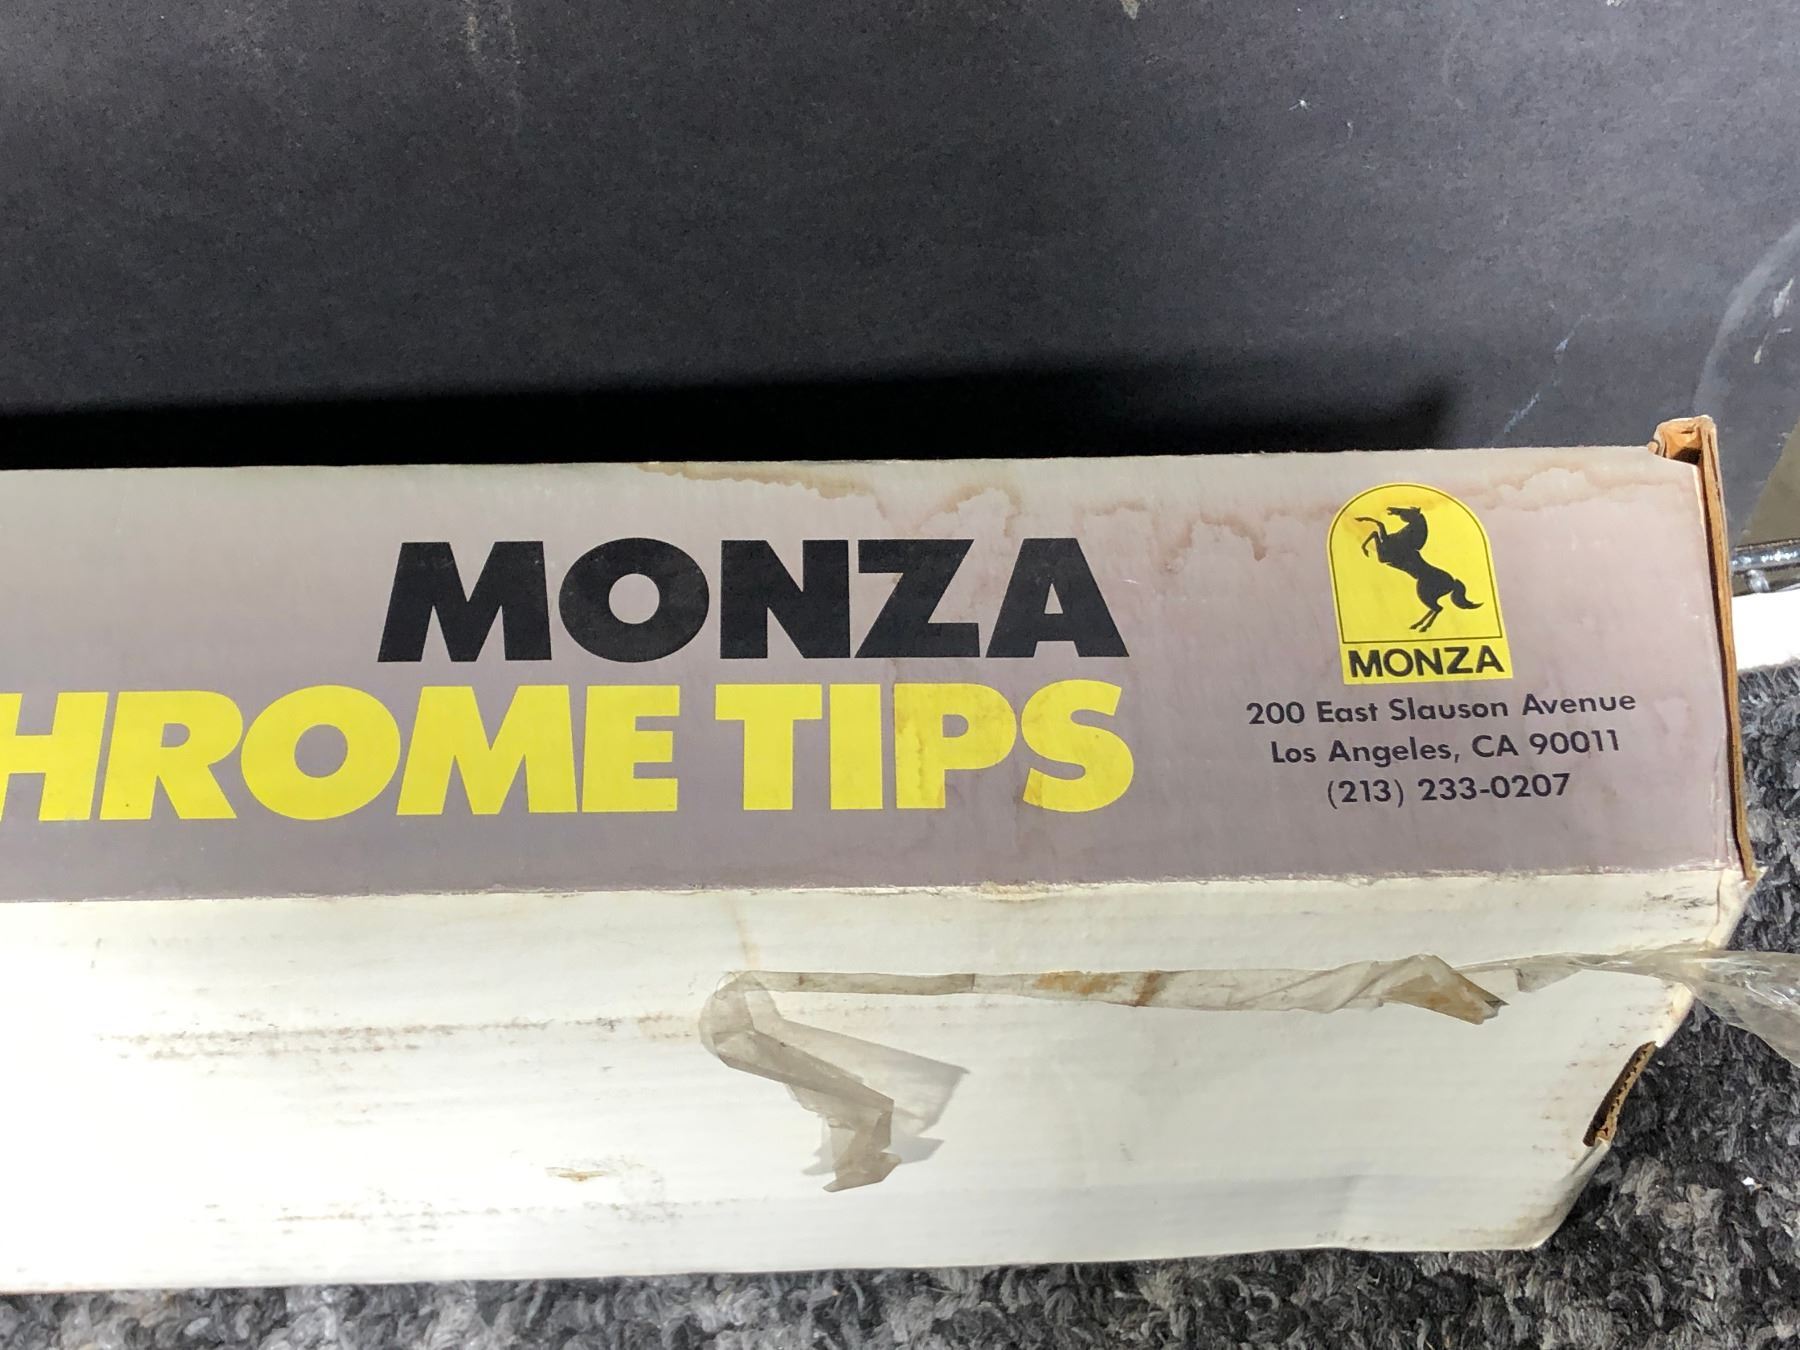 MONZA
HROME TIPS
MONZA
200 East Slauson Avenue
Los Angeles, CA 90011
(213) 233-0207